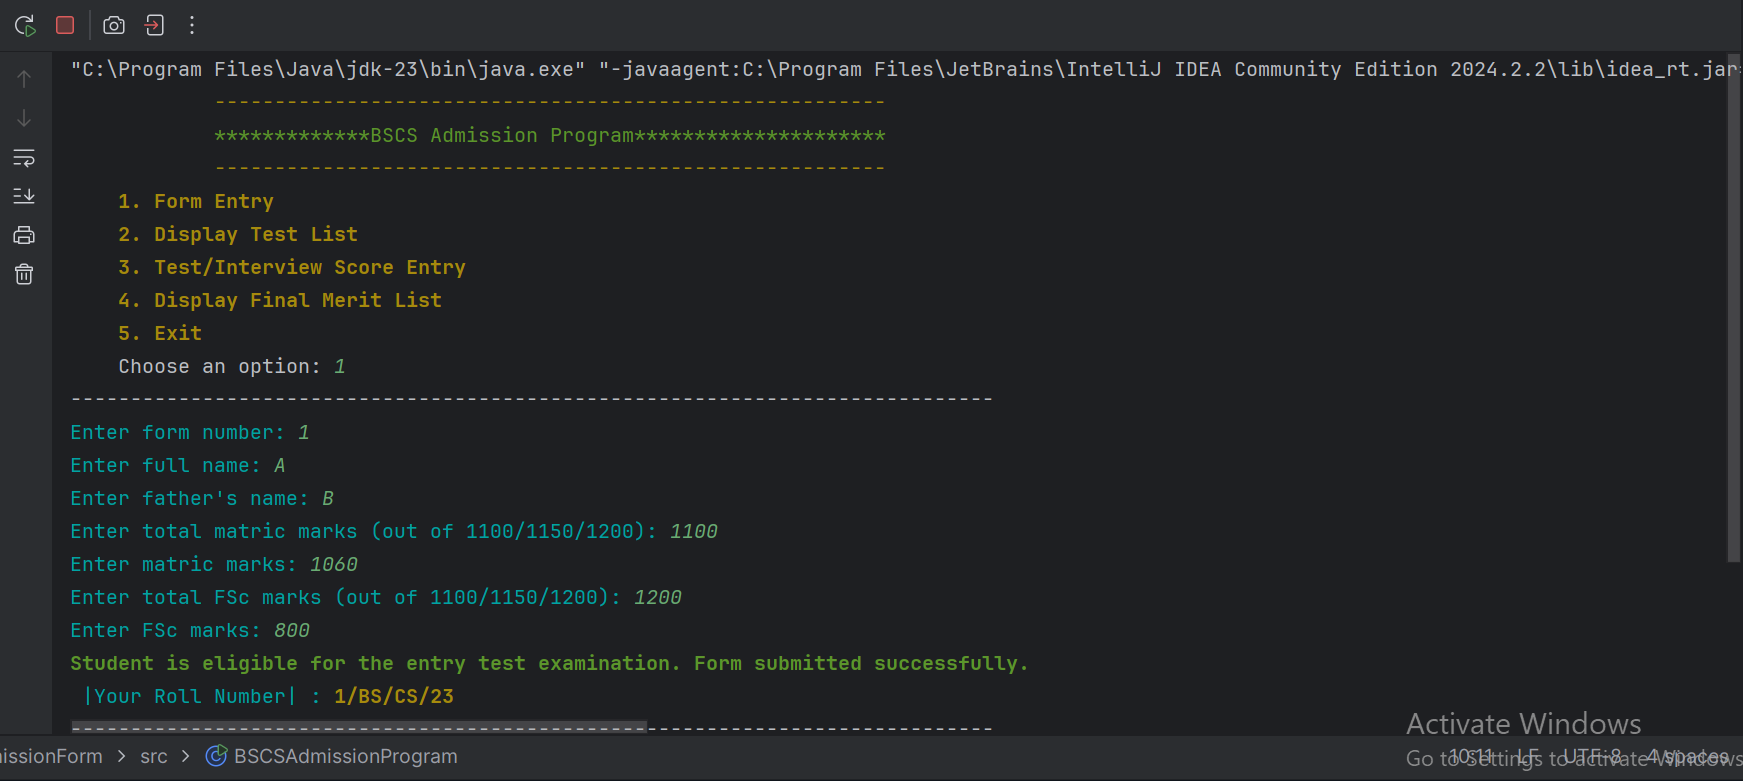 "C:\Program Files\Java\jdk-23\bin\java.exe" "-javaagent:C:\Program Files\JetBrains\IntelliJ IDEA Community Edition 2024.2.2\lib\idea_rt.jar=
--------------------------------------------------------
*************BSCS Admission Program*********************
--------------------------------------------------------
1. Form Entry
2. Display Test List
3. Test/Interview Score Entry
4. Display Final Merit List
5. Exit
Choose an option: 1
-----------------------------------------------------------------------------
Enter form number: 1
Enter full name: A
Enter father's name: B
Enter total matric marks (out of 1100/1150/1200): 1100
Enter matric marks: 1060
Enter total FSc marks (out of 1100/1150/1200): 1200
Enter FSc marks: 800
Student is eligible for the entry test examination. Form submitted successfully.
|Your Roll Number| : 1/BS/CS/23
-----------------------------------------------------------------------------
Activate Windows
Go to Settings to activate Windows
issionForm > src > BSCSAdmissionProgram
10:11 LF UTF-8 4 spaces